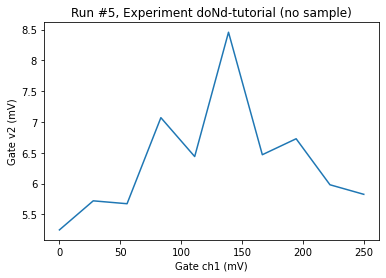 Run #5, Experiment doNd-tutorial (no sample)
8.5
8
7.5
7
6.5
6
5.5
Gate v2 (mV)
0 50 100 150 200 250
Gate ch1 (mV)